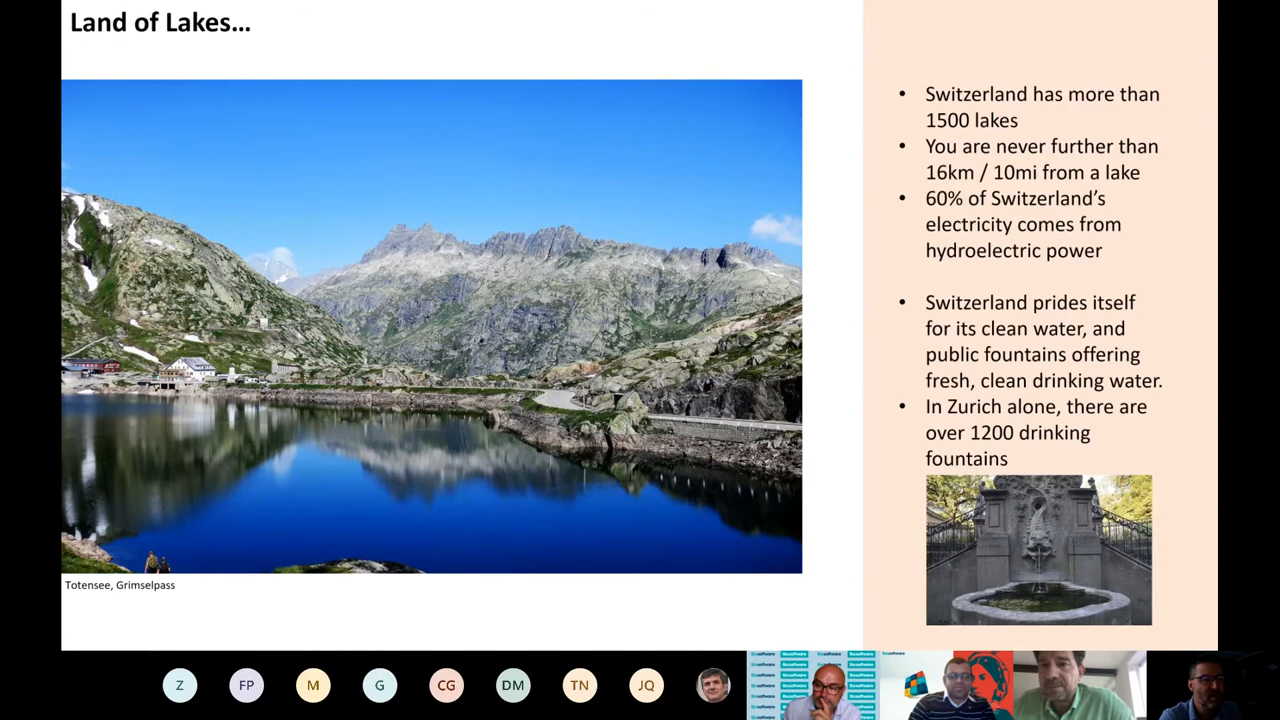 Land of Lakes...
• Switzerland has more than
1500 lakes
• You are never further than
16km / 10mi from a lake
• 60% of Switzerland’s
electricity comes from
hydroelectric power
• Switzerland prides itself
for its clean water, and
public fountains offering
fresh, clean drinking water.
• In Zurich alone, there are
over 1200 drinking
fountains
Totensee, Grimselpass
Z
FP
M
G
CG
DM
TN
JQ